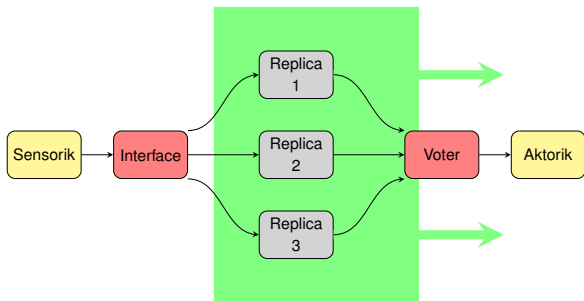 Replica
1
Sensorik
Interface
Replica
2
Voter
Aktorik
Replica
3